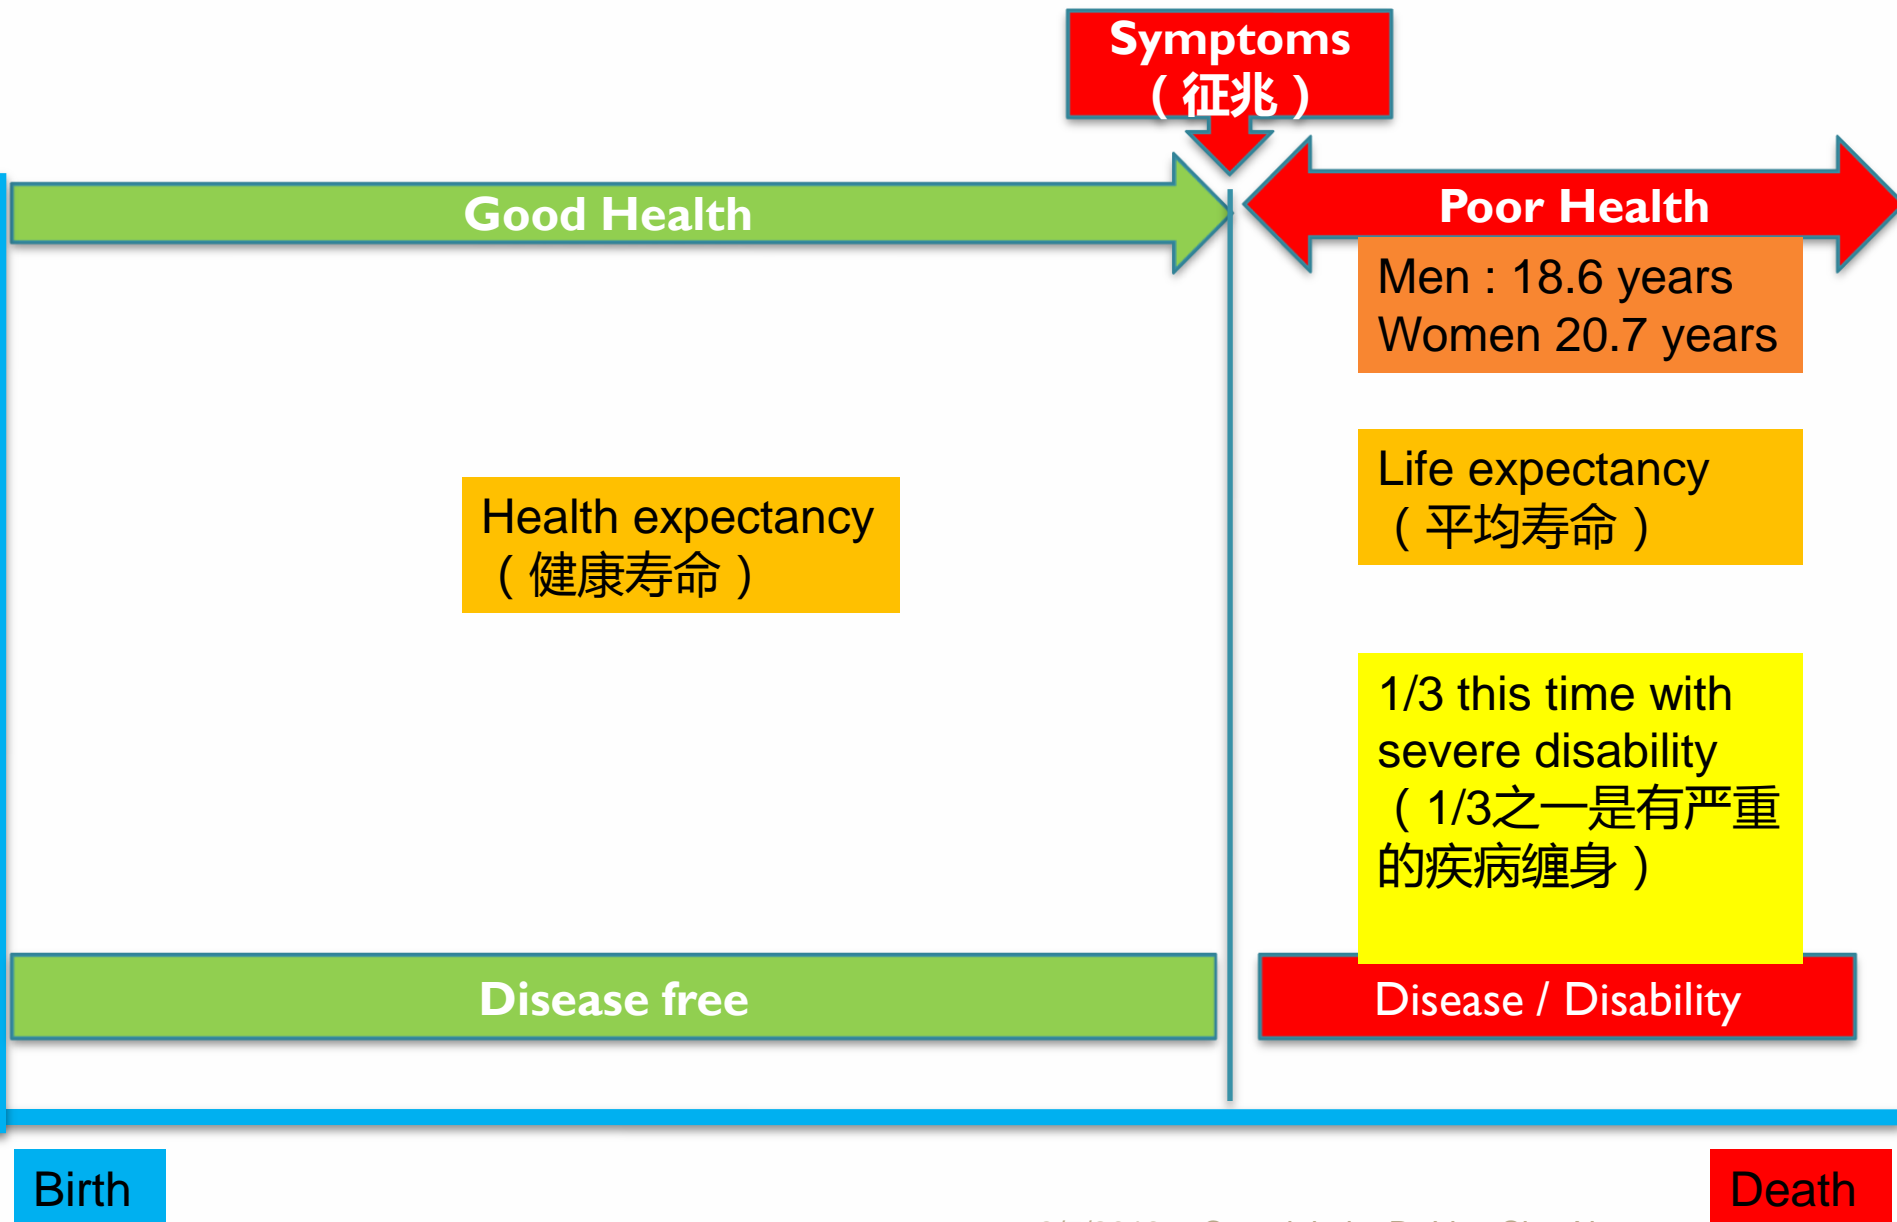 Symptoms
（征兆）
Good Health
Poor Health
Men : 18.6 years
Women 20.7 years
Health expectancy
（健康寿命）
Life expectancy
（平均寿命）
1/3 this time with
severe disability
（1/3之一是有严重
的疾病缠身）
Disease free
Disease / Disability
Birth
Death